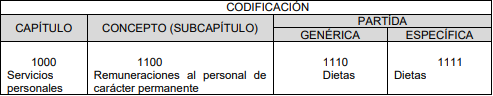 CODIFICACIÓN
CAPÍTULO CONCEPTO (SUBCAPÍTULO) PARTÍDA
GENÉRICA ESPECÍFICA
1000 1100 1110 1111
Servicios Remuneraciones al personal de Dietas Dietas
personales carácter permanente